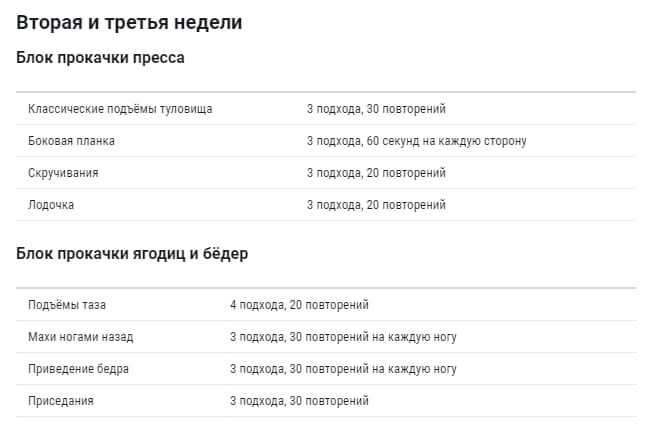 Вторая и третья недели
Блок прокачки пресса
Классические подъёмы туловища 3 подхода, 30 повторений
Боковая планка 3 подхода, 60 секунд на каждую сторону
Скручивания 3 подхода, 20 повторений
Лодочка 3 подхода, 20 повторений
Блок прокачки ягодиц и бёдер
Подъёмы таза 4 подхода, 20 повторений
Махи ногами назад 3 подхода, 30 повторений на каждую ногу
Приведение бедра 3 подхода, 30 повторений на каждую ногу
Приседания 3 подхода, 30 повторений